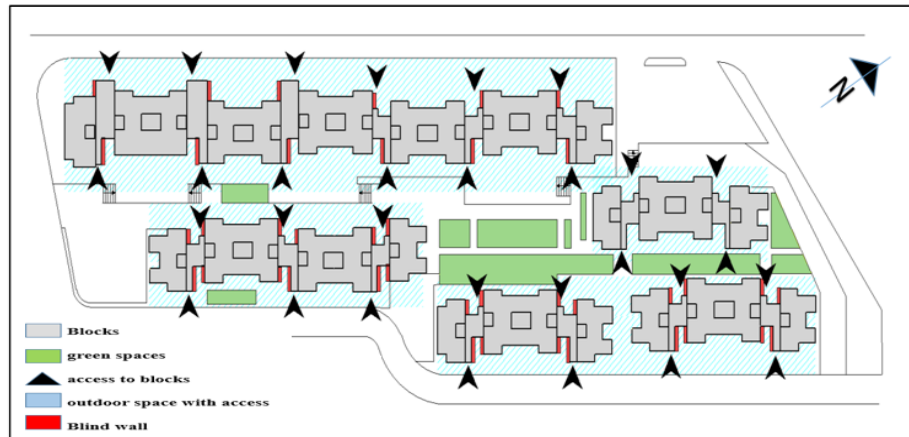 N
Blocks
green spaces
access to blocks
outdoor space with access
Blind wall